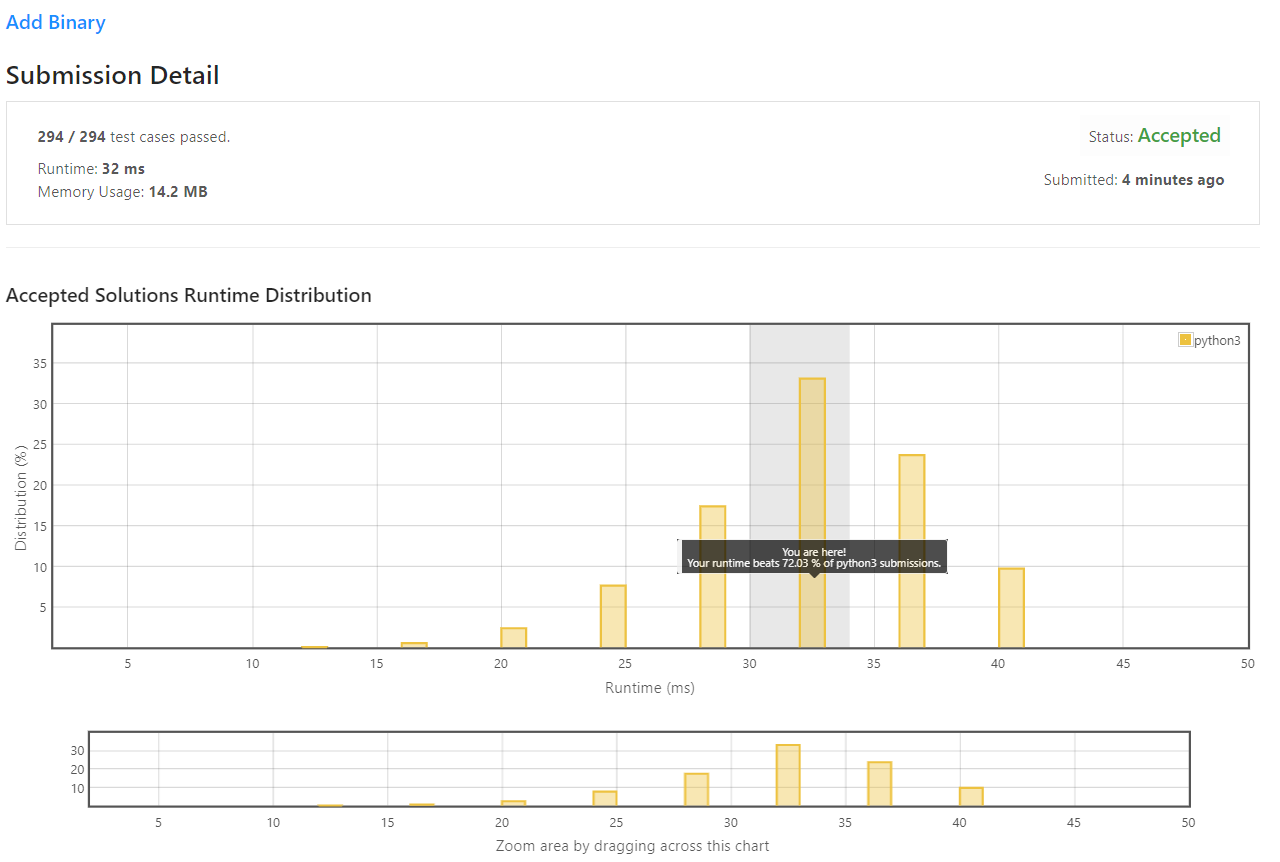 Add Binary
Submission Detail
294 / 294 test cases passed.
Status: Accepted
Runtime: 32 ms
Memory Usage: 14.2 MB
Submitted: 4 minutes ago
Accepted Solutions Runtime Distribution
python3
Distribution (%)
35
30
25
20
15
10
5
You are here!
Your runtime beats 72.03 % of python3 submissions.
5 10 15 20 25 30 35 40 45 50
Runtime (ms)
30
20
10
5 10 15 20 25 30 35 40 45 50
Zoom area by dragging across this chart